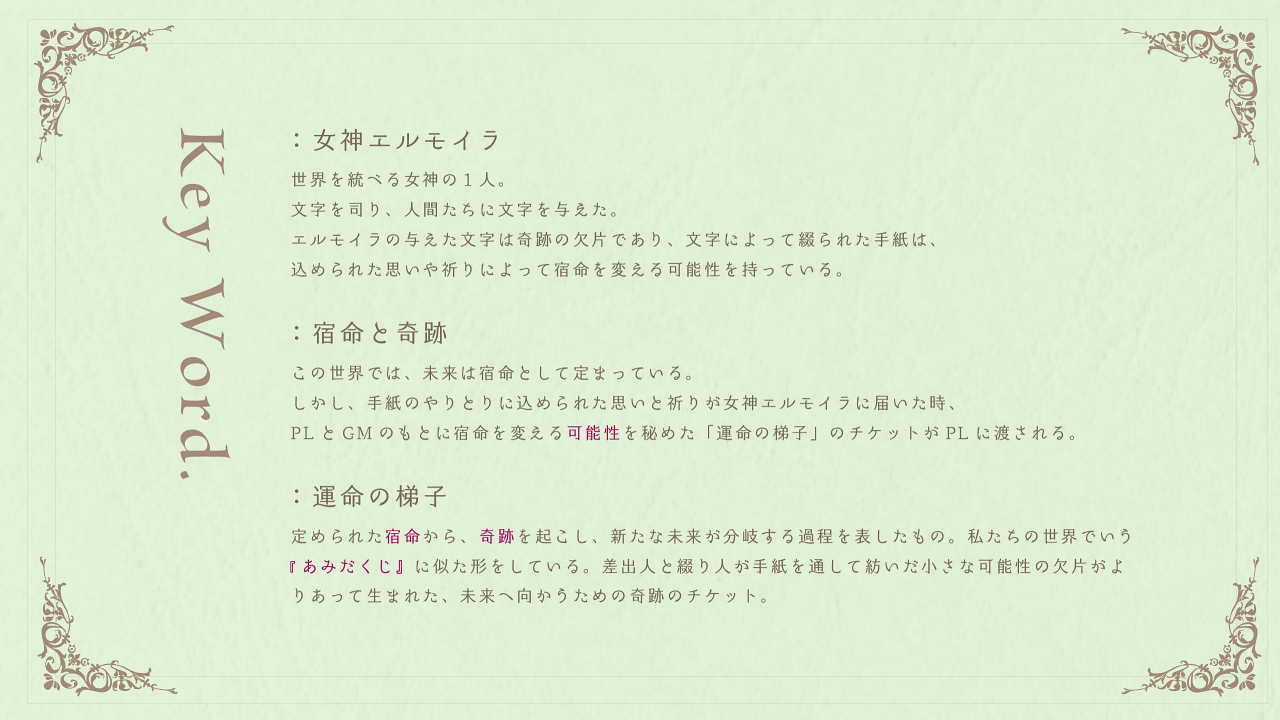 Key Word.
：女神エルモイラ
世界を統べる女神の１人。
文字を司り、人間たちに文字を与えた。
エルモイラの与えた文字は奇跡の欠片であり、文字によって綴られた手紙は、
込められた思いや祈りによって宿命を変える可能性を持っている。
：宿命と奇跡
この世界では、未来は宿命として定まっている。
しかし、手紙のやりとりに込められた思いと祈りが女神エルモイラに届いた時、
PL と GM のもとに宿命を変える可能性を秘めた「運命の梯子」のチケットが PL に渡される。
：運命の梯子
定められた宿命から、奇跡を起こし、新たな未来が分岐する過程を表したもの。私たちの世界でいう
『あみだくじ』に似た形をしている。差出人と綴り人が手紙を通して紡いだ小さな可能性の欠片がよ
りあって生まれた、未来へ向かうための奇跡のチケット。